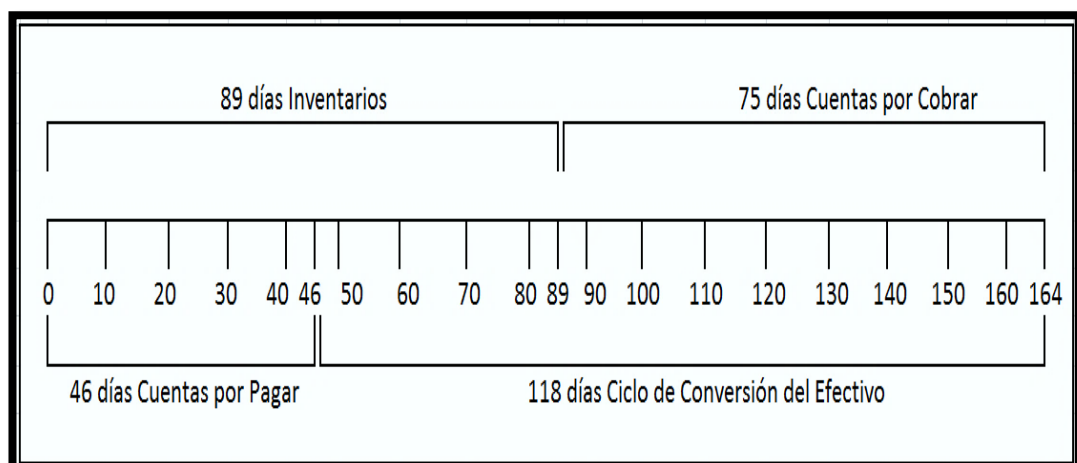 89 días Inventarios 75 días Cuentas por Cobrar
0 10 20 30 40 46 50 60 70 80 89 90 100 110 120 130 140 150 160 164
46 días Cuentas por Pagar 118 días Ciclo de Conversión del Efectivo